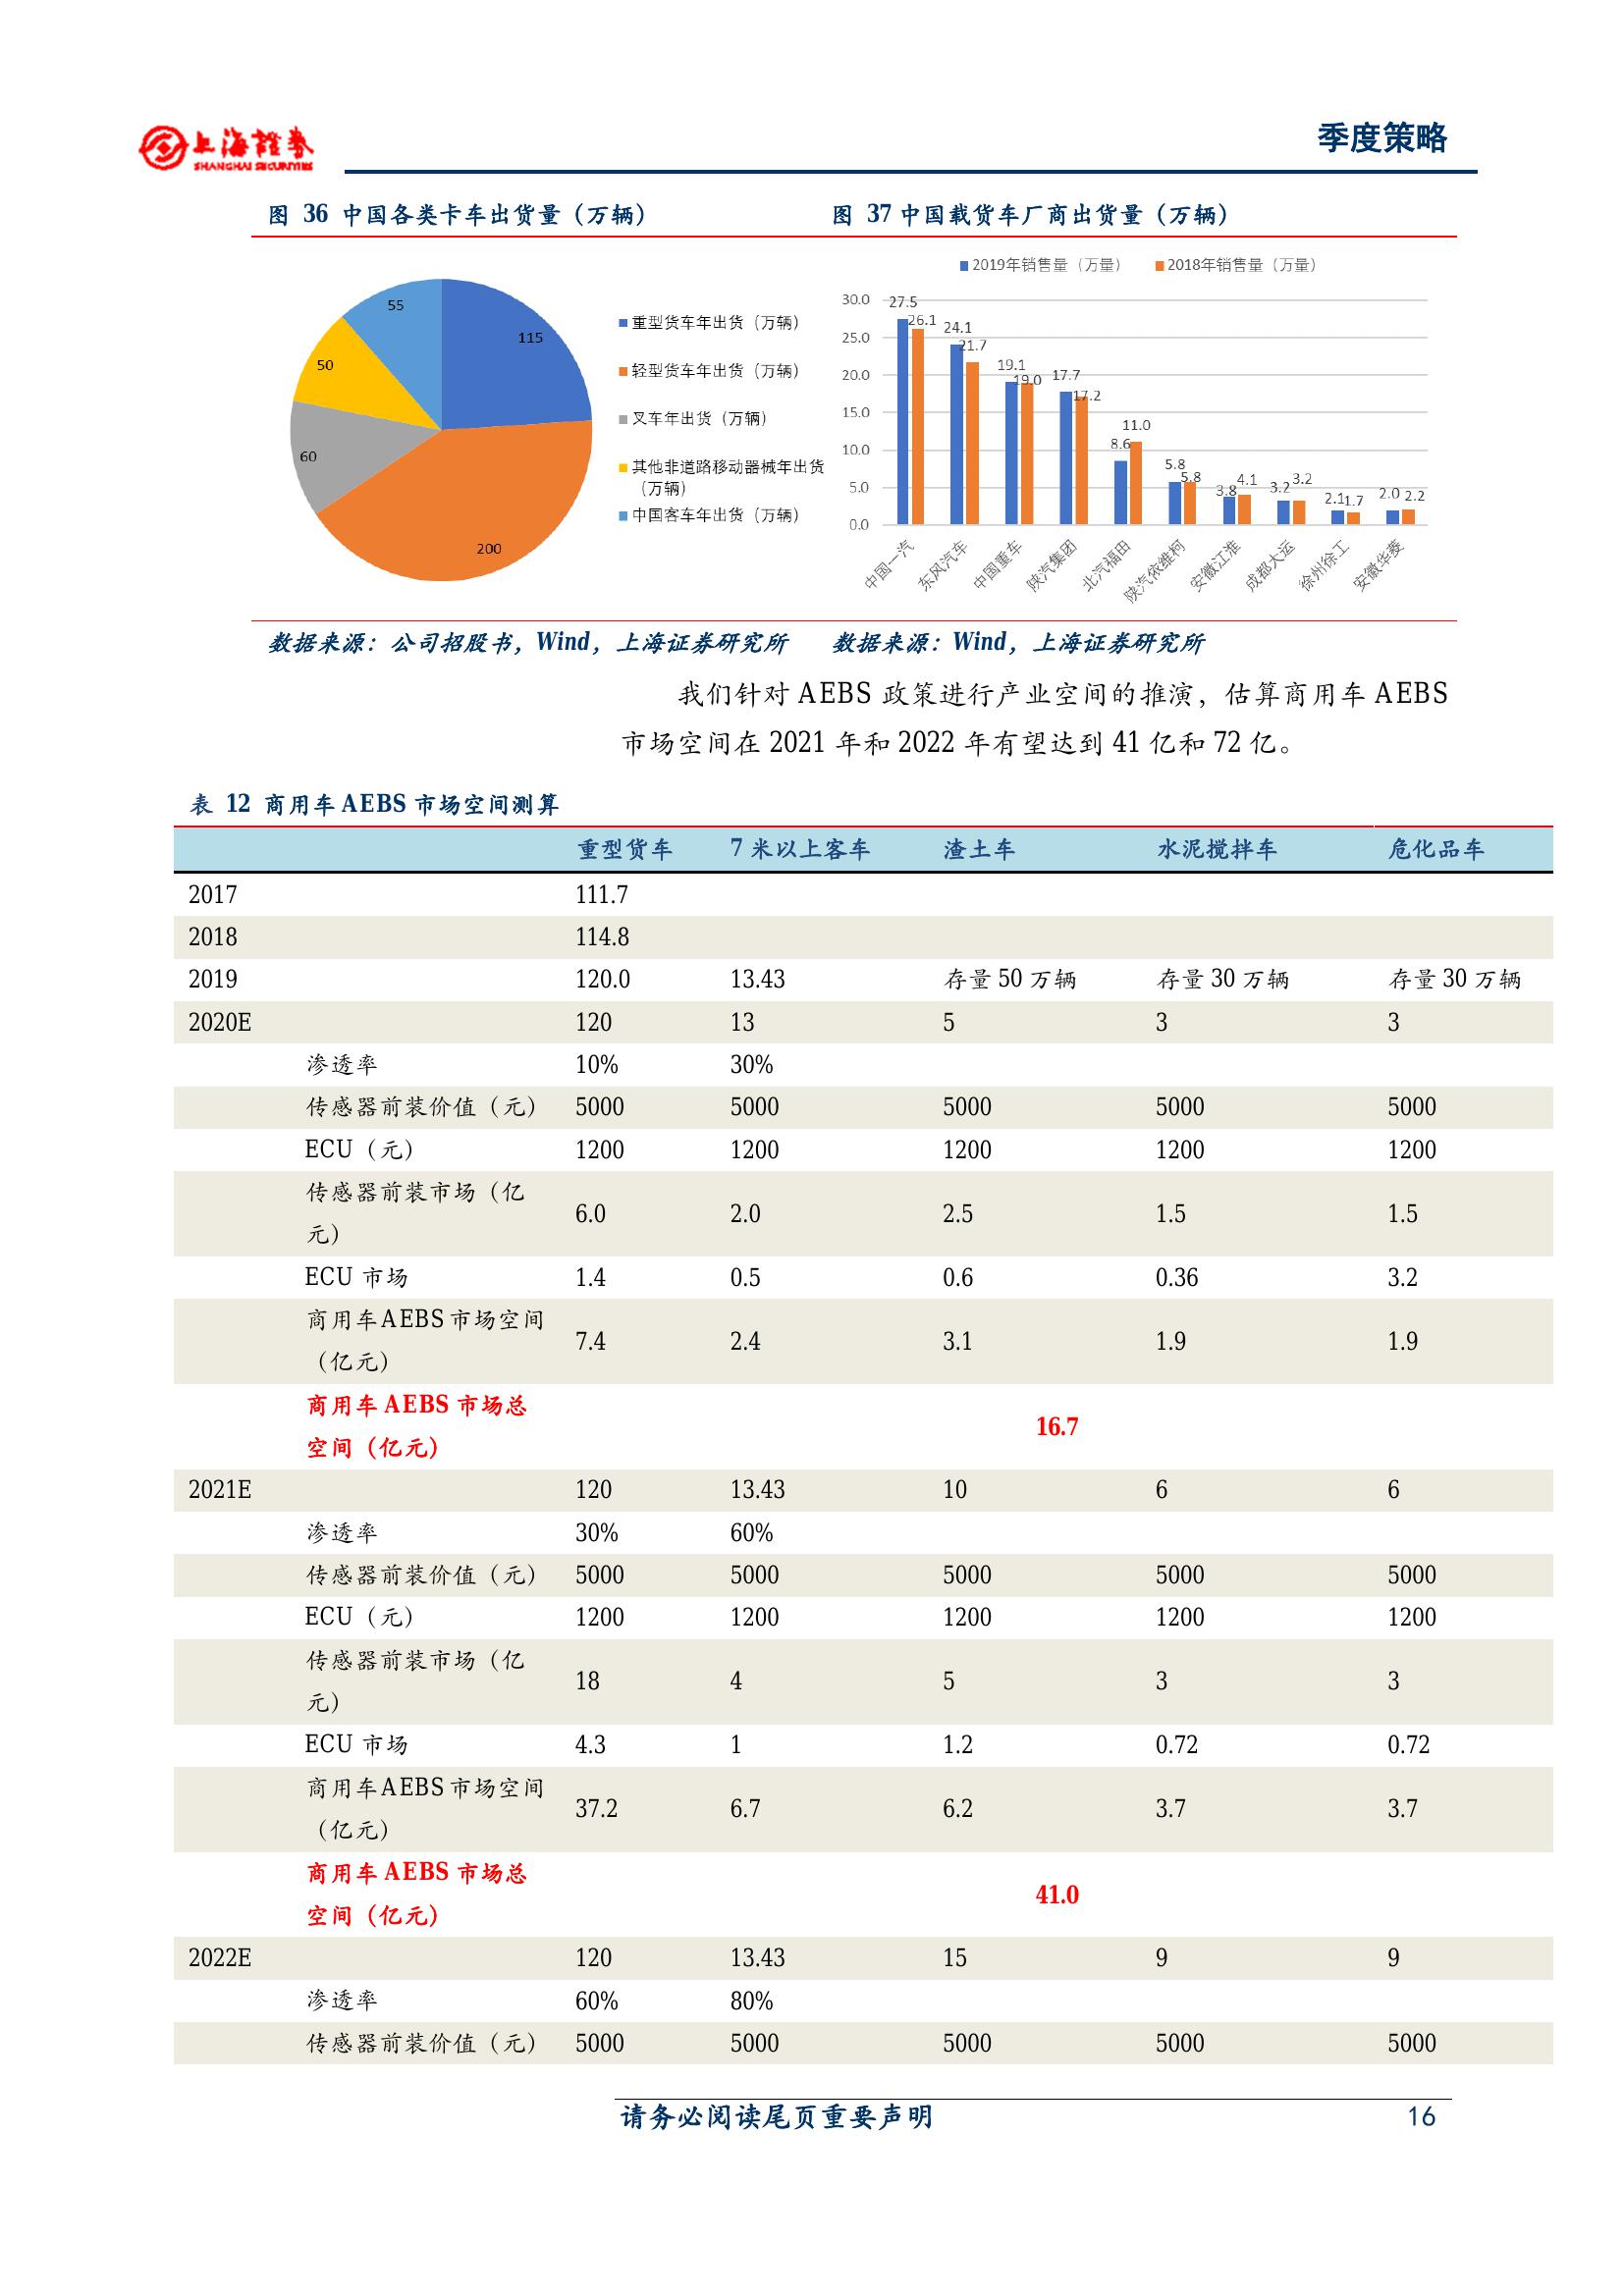 上海證券
SHANGHAI SECURITIES
季度策略
图 36 中国各类卡车出货量（万辆）
图 37 中国载货车厂商出货量（万辆）
55
115
50
60
200
重型货车年出货（万辆）
轻型货车年出货（万辆）
叉车年出货（万辆）
其他非道路移动器械年出货
（万辆）
中国客车年出货（万辆）
2019年销售量（万量） 2018年销售量（万量）
30.0
25.0
20.0
15.0
10.0
5.0
0.0
27.5 26.1 24.1 21.7 19.1 19.0 17.7 17.2 8.6 11.0 5.8 5.8 3.8 4.1 3.2 3.2 2.1 1.7 2.0 2.2
中国一汽 东风汽车 中国重车 陕汽集团 北汽福田 陕汽依维柯 安徽江淮 成都大运 徐州徐工 安徽华菱
数据来源：公司招股书，Wind，上海证券研究所
数据来源：Wind，上海证券研究所
我们针对 AEBS 政策进行产业空间的推演，估算商用车 AEBS
市场空间在 2021 年和 2022 年有望达到 41 亿和 72 亿。
表 12 商用车 AEBS 市场空间测算
重型货车 7 米以上客车 渣土车 水泥搅拌车 危化品车
2017 111.7
2018 114.8
2019 120.0 13.43 存量 50 万辆 存量 30 万辆 存量 30 万辆
2020E 120 13 5 3 3
渗透率 10% 30%
传感器前装价值（元） 5000 5000 5000 5000 5000
ECU（元） 1200 1200 1200 1200 1200
传感器前装市场（亿
元） 6.0 2.0 2.5 1.5 1.5
ECU 市场 1.4 0.5 0.6 0.36 3.2
商用车AEBS市场空间
（亿元） 7.4 2.4 3.1 1.9 1.9
商用车 AEBS 市场总
空间（亿元） 16.7
2021E 120 13.43 10 6 6
渗透率 30% 60%
传感器前装价值（元） 5000 5000 5000 5000 5000
ECU（元） 1200 1200 1200 1200 1200
传感器前装市场（亿
元） 18 4 5 3 3
ECU 市场 4.3 1 1.2 0.72 0.72
商用车AEBS市场空间
（亿元） 37.2 6.7 6.2 3.7 3.7
商用车 AEBS 市场总
空间（亿元） 41.0
2022E 120 13.43 15 9 9
渗透率 60% 80%
传感器前装价值（元） 5000 5000 5000 5000 5000
请务必阅读尾页重要声明
16